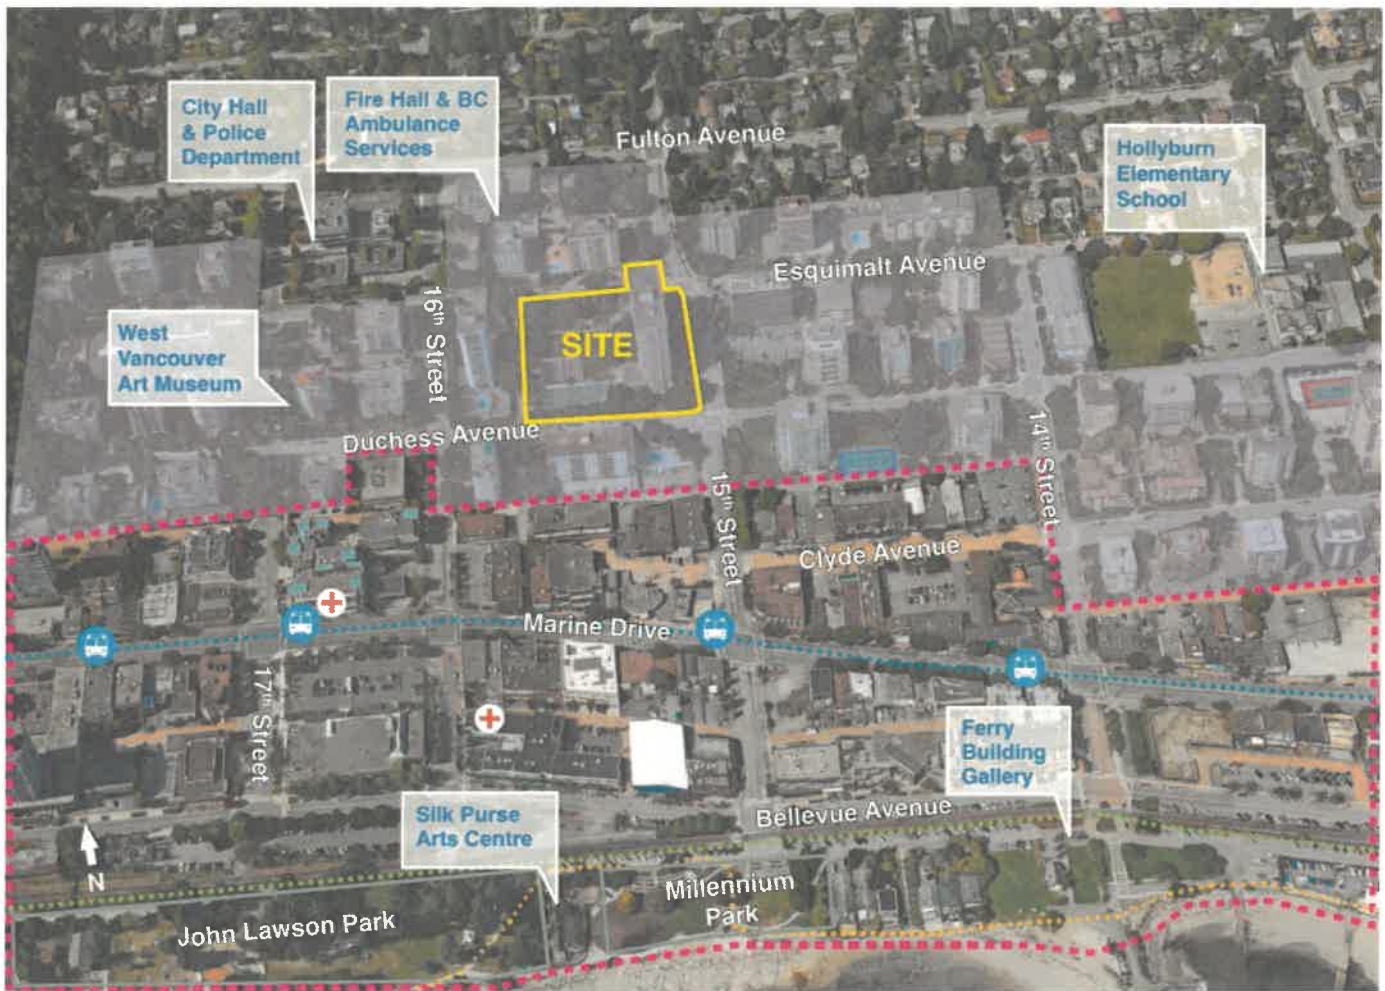 City Hall
& Police
Department
Fire Hall & BC
Ambulance
Services
Fulton Avenue
Hollyburn
Elementary
School
Esquimalt Avenue
16th Street
SITE
West
Vancouver
Art Museum
Duchess Avenue
14th Street
15th Street
Clyde Avenue
Marine Drive
17th Street
Ferry
Building
Gallery
Silk Purse
Arts Centre
Bellevue Avenue
N
Millennium
Park
John Lawson Park